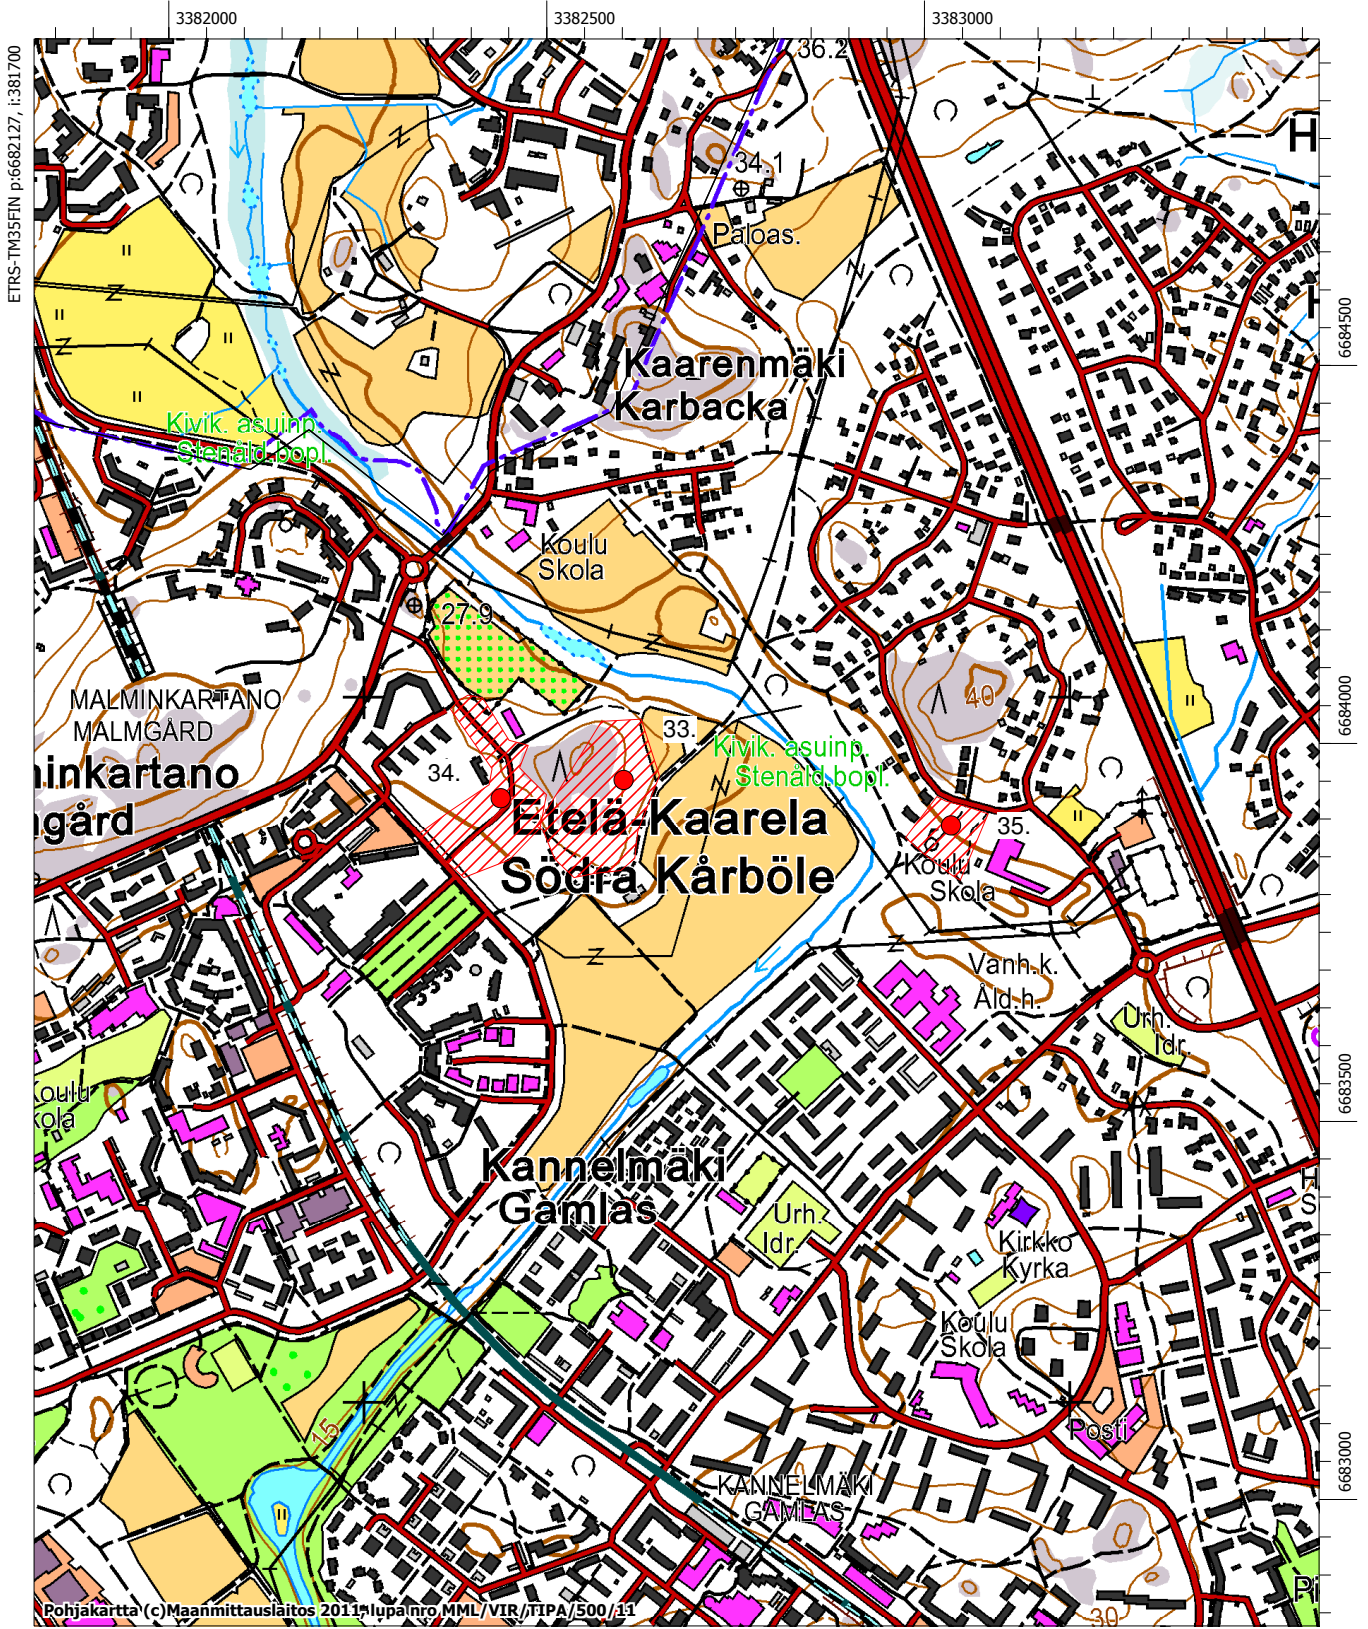 3382000
3382500
3383000
ETRS-TM35FIN p:6682127, i:381700
36.2
H
34.1
Paloas.
6684500
Kaarenmäki
Karbacka
Kivik. asuinp.
Stenåld.bopl.
Koulu
Skola
27.9
40
6684000
MALMINKARTANO
MALMGÅRD
33.
Kivik. asuinp.
Stenåld.bopl.
34.
ninkartano
gård
Etelä-Kaarela
Södra Kårböle
35.
Koulu
Skola
Vanh.k.
Åld.h.
Urh.
Idr.
6683500
Koulu
kola
Kannelmäki
Gamlas
Urh.
Idr.
H
S
Kirkko
Kyrka
Koulu
Skola
15
Posti
6683000
KANNELMÄKI
GAMLAS
Pi
30
Pohjakartta (c)Maanmittauslaitos 2011, lupa nro MML/VIR/TIPA/500/11